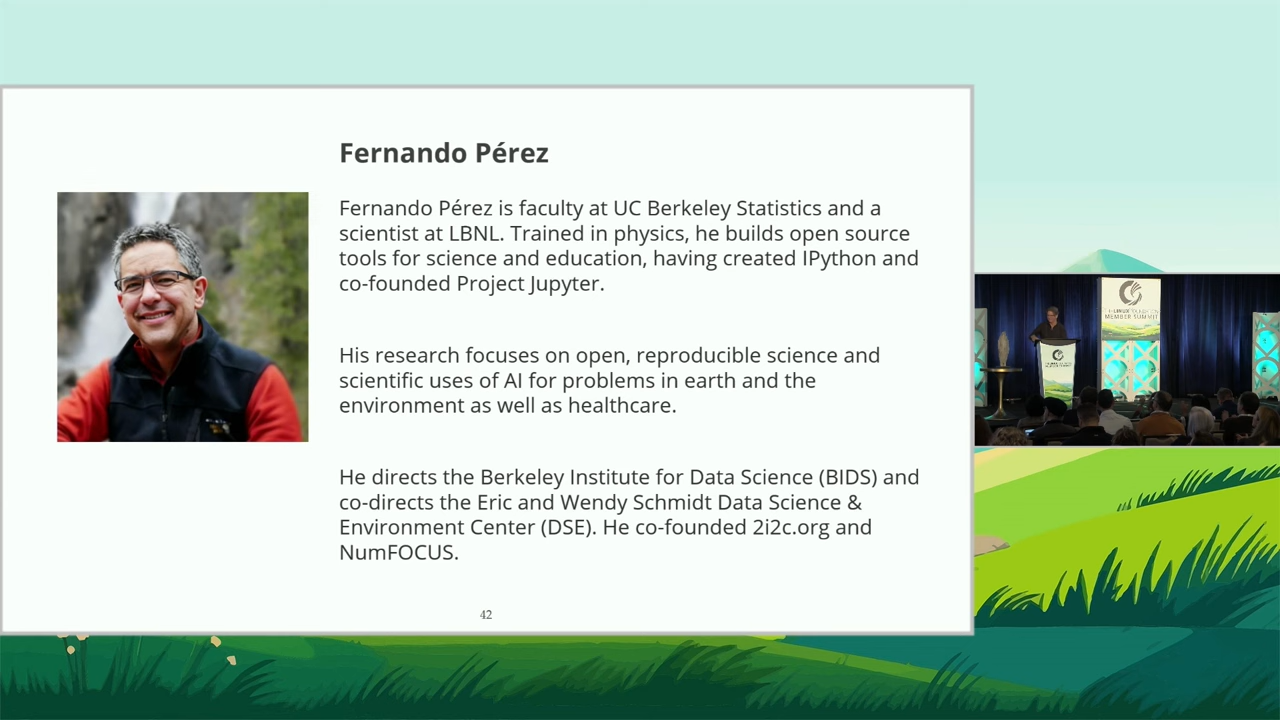 Fernando Pérez
Fernando Pérez is faculty at UC Berkeley Statistics and a
scientist at LBNL. Trained in physics, he builds open source
tools for science and education, having created IPython and
co-founded Project Jupyter.
His research focuses on open, reproducible science and
scientific uses of AI for problems in earth and the
environment as well as healthcare.
He directs the Berkeley Institute for Data Science (BIDS) and
co-directs the Eric and Wendy Schmidt Data Science &
Environment Center (DSE). He co-founded 2i2c.org and
NumFOCUS.
42
MEMBER SUMMIT